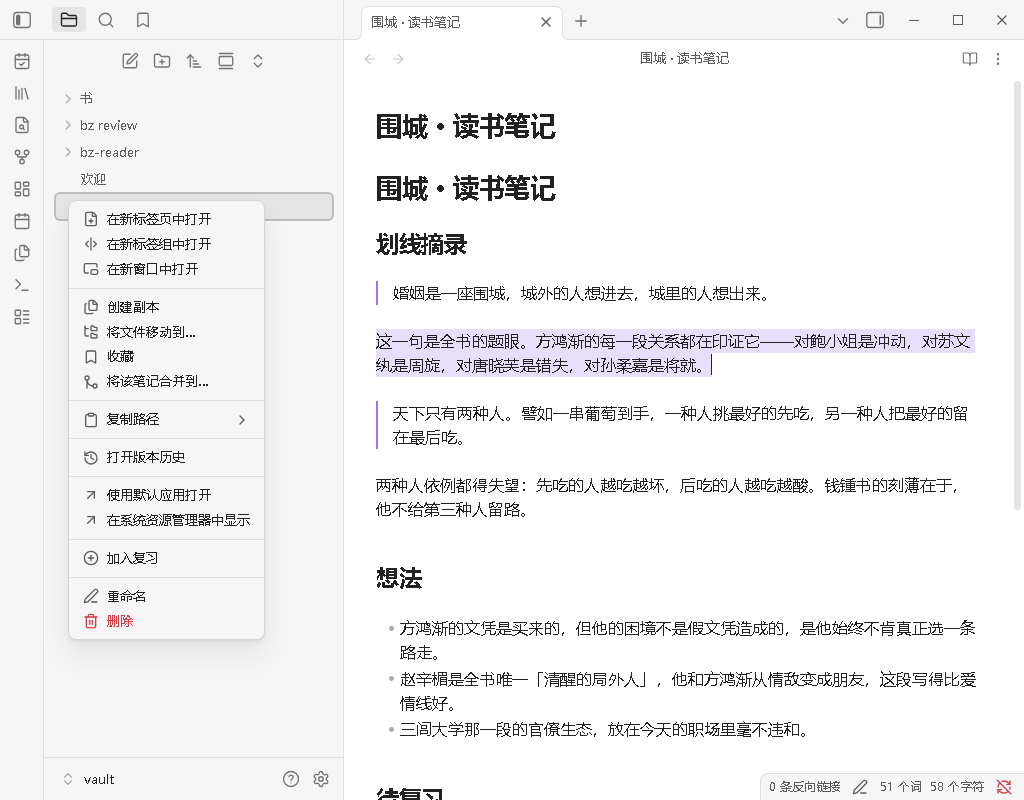 围城 · 读书笔记
书
bz review
bz-reader
欢迎
在新标签页中打开
在新标签组中打开
在新窗口中打开
创建副本
将文件移动到...
收藏
将该笔记合并到...
复制路径
打开版本历史
使用默认应用打开
在系统资源管理器中显示
加入复习
重命名
删除
vault
围城 · 读书笔记
围城 · 读书笔记
围城 · 读书笔记
划线摘录
婚姻是一座围城，城外的人想进去，城里的人想出来。
这一句是全书的题眼。方鸿渐的每一段关系都在印证它——对鲍小姐是冲动，对苏文
纨是周旋，对唐晓芙是错失，对孙柔嘉是将就。
天下只有两种人。譬如一串葡萄到手，一种人挑最好的先吃，另一种人把最好的留
在最后吃。
两种人依例都得失望：先吃的人越吃越坏，后吃的人越吃越酸。钱锺书的刻薄在于，
他不给第三种人留路。
想法
方鸿渐的文凭是买来的，但他的困境不是假文凭造成的，是他始终不肯真正选一条
路走。
赵辛楣是全书唯一「清醒的局外人」，他和方鸿渐从情敌变成朋友，这段写得比爱
情线好。
三闾大学那一段的官僚生态，放在今天的职场里毫不违和。
待复习
0 条反向链接
51 个词
58 个字符